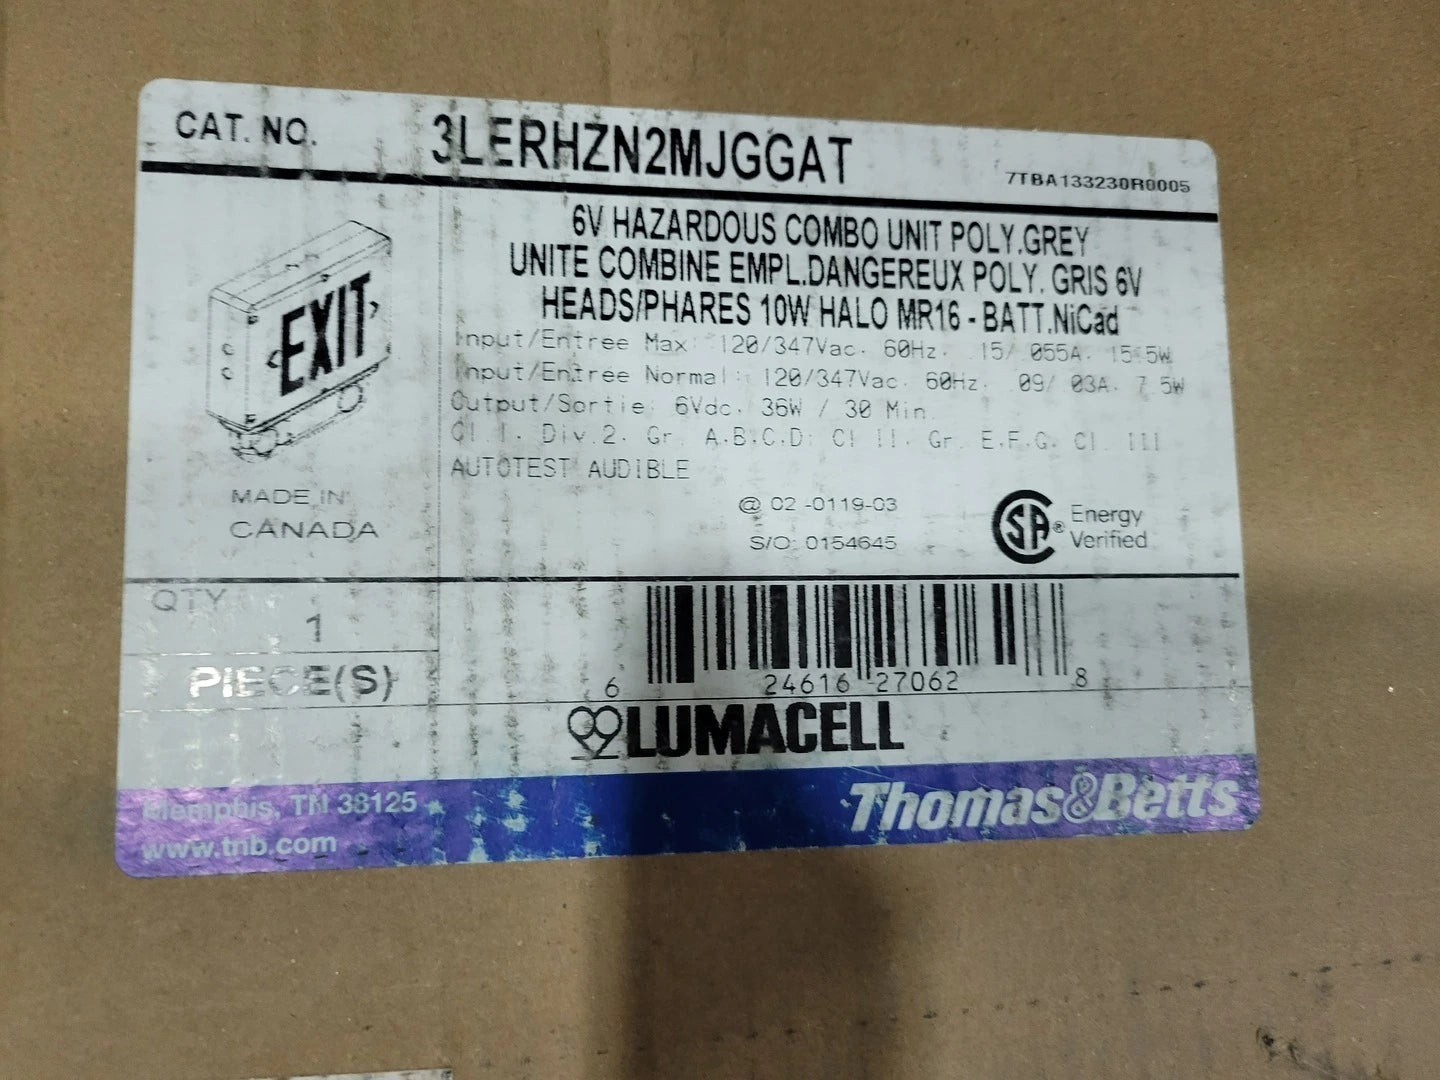 CAT. NO. 3LERHZN2MJGGAT 7TBA133230R0005
6V HAZARDOUS COMBO UNIT POLY.GREY
UNITE COMBINE EMPL.DANGEREUX POLY. GRIS 6V
HEADS/PHARES 10W HALO MR16 - BATT.NiCad
Input/Entree Max: 120/347Vac. 60Hz. .15/.055A. 15.5W
Input/Entree Normal: 120/347Vac. 60Hz. .09/.03A. 7.5W
Output/Sortie: 6Vdc. 36W / 30 Min.
Cl.I. Div.2. Gr. A.B.C.D: Cl II. Gr. E.F.G. Cl. III
AUTOTEST AUDIBLE
EXIT
MADE IN
CANADA
@ 02-0119-03
S/O: 0154645
SA ® Energy
Verified
QTY
1
PIECE(S)
6 24616 27062 8
LUMACELL
Memphis, TN 38125
www.tnb.com
Thomas&Betts